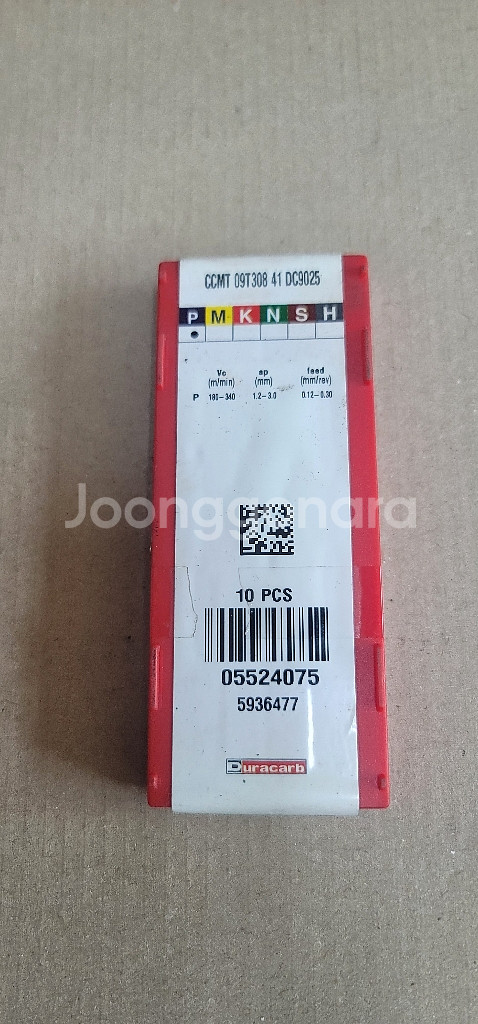 CCMT 09T308 41 DC9025
P M K N S H
Vc ap feed
(m/min) (mm) (mm/rev)
P 180-340 1.2-3.0 0.12-0.30
Joonggonara
10 PCS
05524075
5936477
Duracarb